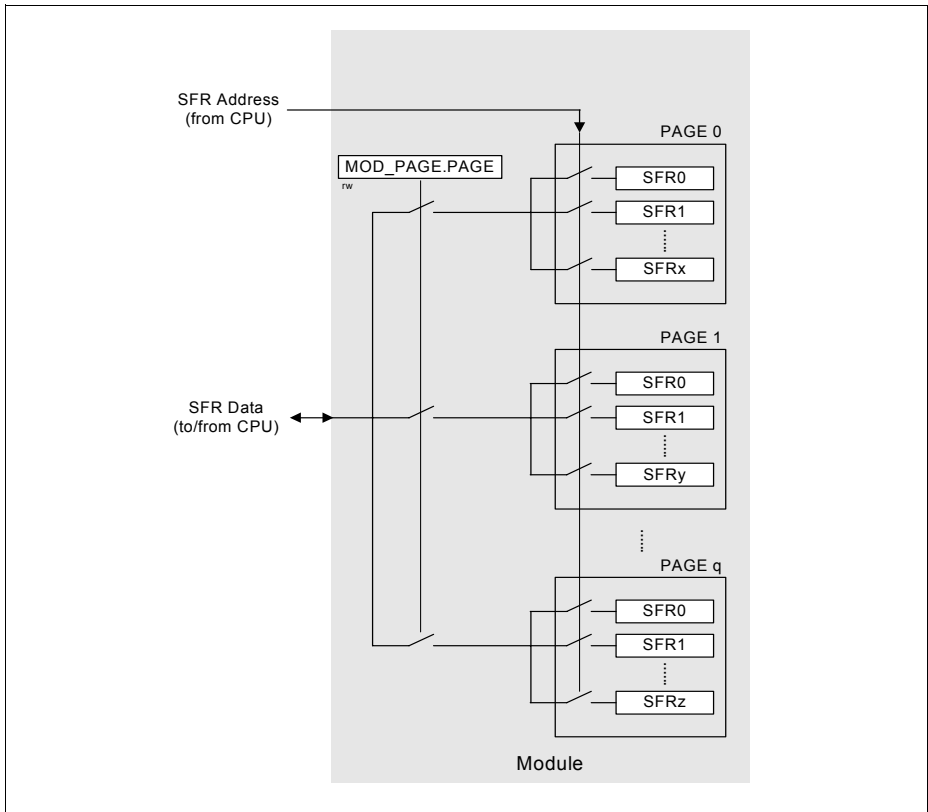 SFR Address
(from CPU)
PAGE 0
MOD_PAGE.PAGE
rw
SFR0
SFR1
SFRx
PAGE 1
SFR0
SFR1
SFRy
SFR Data
(to/from CPU)
PAGE q
SFR0
SFR1
SFRz
Module